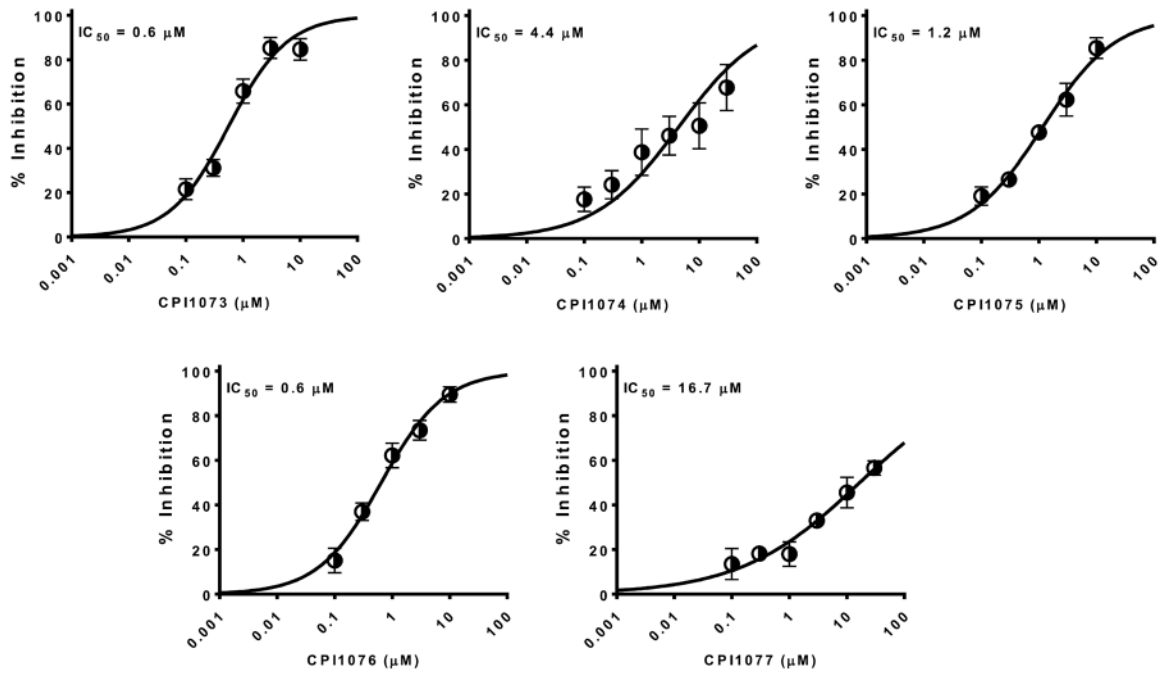 100
80
60
40
20
0
% Inhibition
IC50 = 0.6 μM
0.001 0.01 0.1 1 10 100
CPI1073 (μM)
100
80
60
40
20
0
% Inhibition
IC50 = 4.4 μM
0.001 0.01 0.1 1 10 100
CPI1074 (μM)
100
80
60
40
20
0
% Inhibition
IC50 = 1.2 μM
0.001 0.01 0.1 1 10 100
CPI1075 (μM)
100
80
60
40
20
0
% Inhibition
IC50 = 0.6 μM
0.001 0.01 0.1 1 10 100
CPI1076 (μM)
100
80
60
40
20
0
% Inhibition
IC50 = 16.7 μM
0.001 0.01 0.1 1 10 100
CPI1077 (μM)